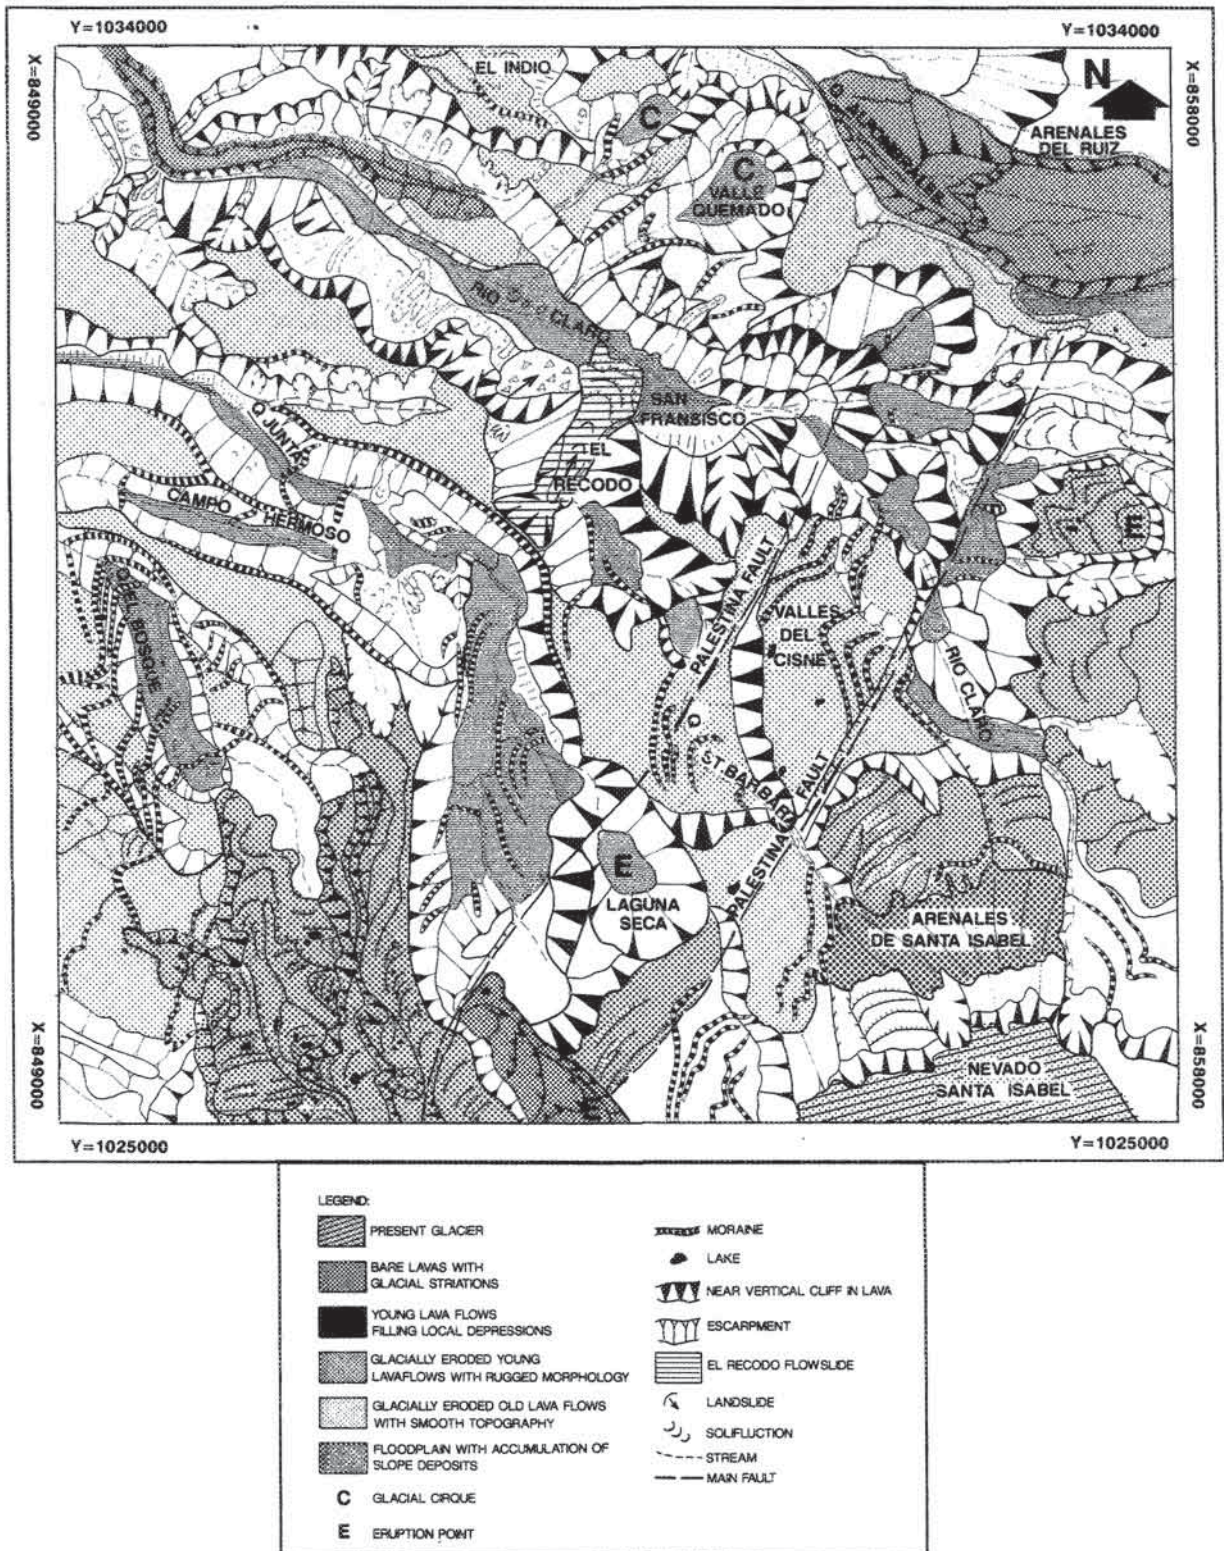 Y=1034000
Y=1034000
X=849000
X=858000
EL INDIO
N
C
C
VALLE
QUEMADO
ARENALES
DEL RUIZ
RIO CLARO
SAN
FRANSISCO
EL
RECODO
Q JUNTAS
CAMPO HERMOSO
Q DEL BOSQUE
PALESTINA FAULT
VALLES
DEL
CISNE
E
RIO CLARO
Q ST BARBARA
PALESTINA FAULT
E
LAGUNA
SECA
ARENALES
DE SANTA ISABEL
NEVADO
SANTA ISABEL
E
X=849000
X=858000
Y=1025000
Y=1025000
LEGEND:
PRESENT GLACIER
BARE LAVAS WITH
GLACIAL STRIATIONS
YOUNG LAVA FLOWS
FILLING LOCAL DEPRESSIONS
GLACIALLY ERODED YOUNG
LAVAFLOWS WITH RUGGED MORPHOLOGY
GLACIALLY ERODED OLD LAVA FLOWS
WITH SMOOTH TOPOGRAPHY
FLOODPLAIN WITH ACCUMULATION OF
SLOPE DEPOSITS
C GLACIAL CIRQUE
E ERUPTION POINT
MORAINE
LAKE
NEAR VERTICAL CLIFF IN LAVA
ESCARPMENT
EL RECODO FLOWSLIDE
LANDSLIDE
SOLIFLUCTION
STREAM
MAIN FAULT